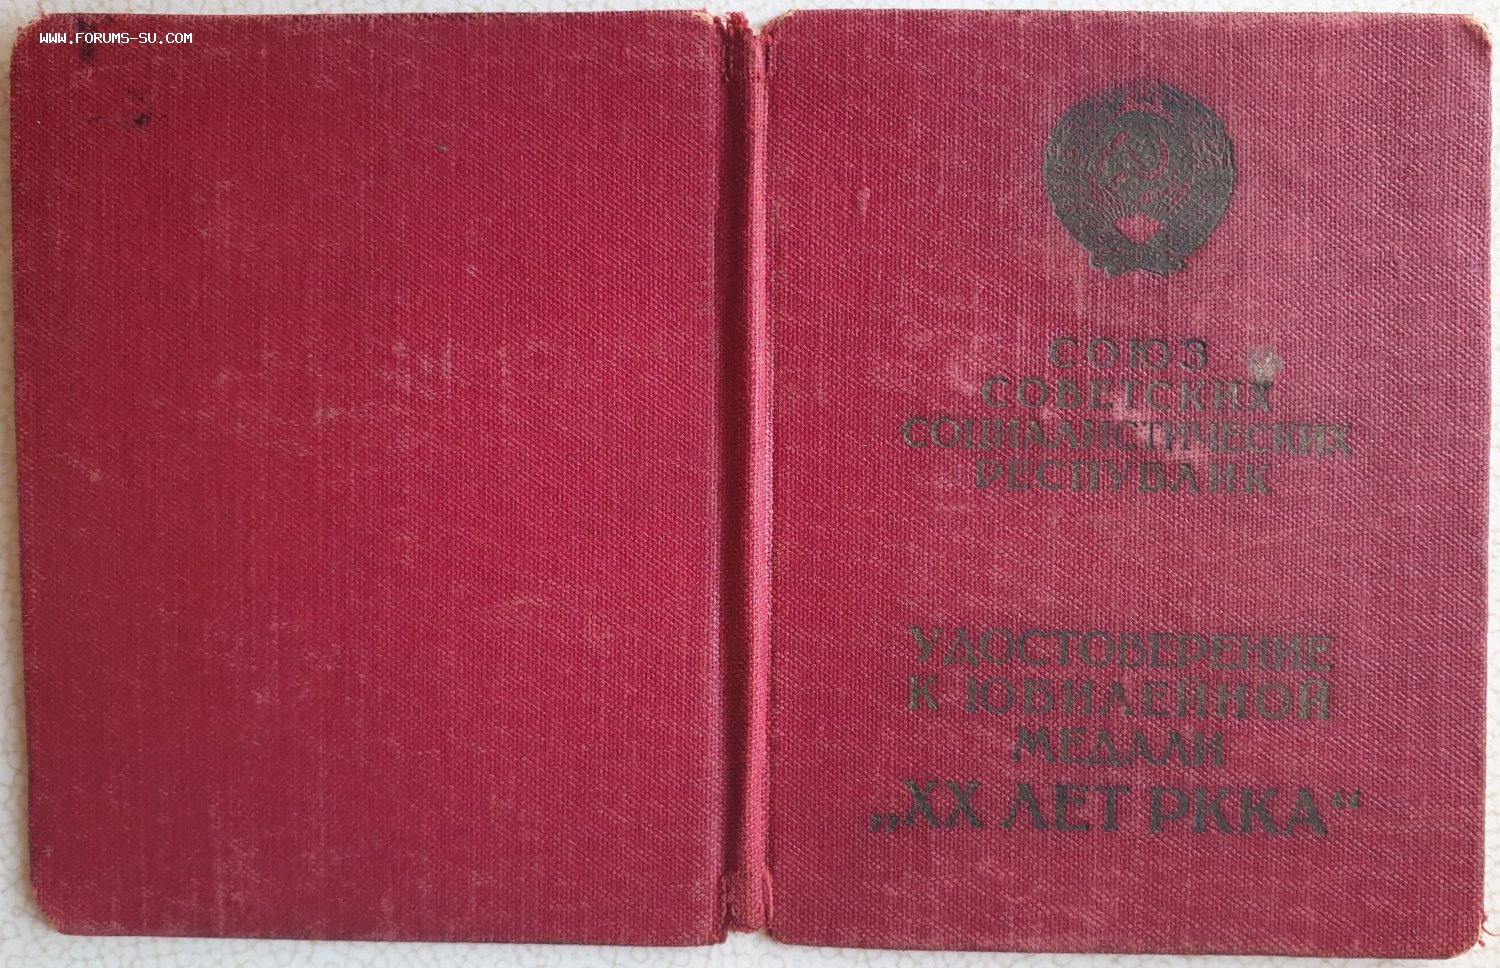 WWW.FORUMS-SU.COM
СОЮЗ
СОВЕТСКИХ
СОЦИАЛИСТИЧЕСКИХ
РЕСПУБЛИК
УДОСТОВЕРЕНИЕ
К ЮБИЛЕЙНОЙ
МЕДАЛИ
„XX ЛЕТ РККА“